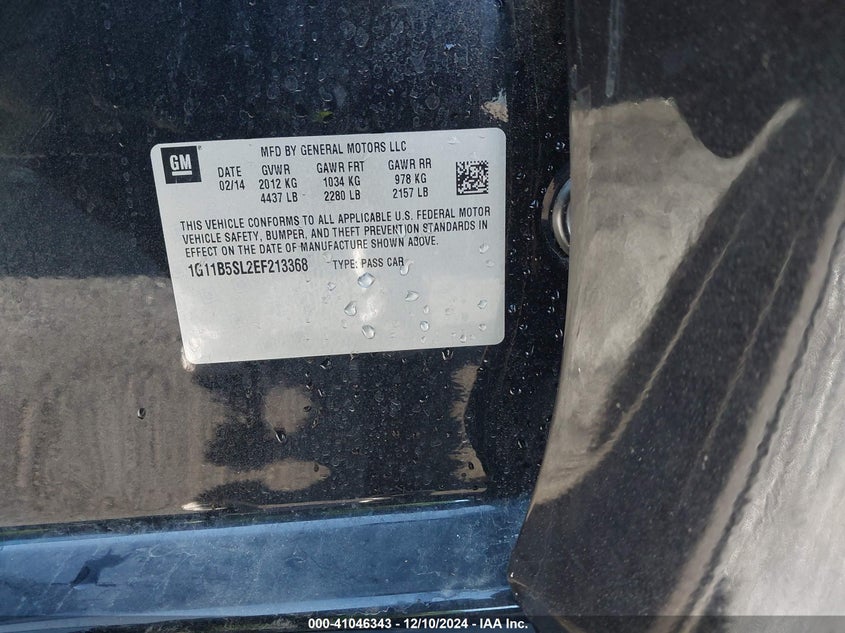 GM
MFD BY GENERAL MOTORS LLC
DATE GVWR GAWR FRT GAWR RR
02/14 2012 KG 1034 KG 978 KG
4437 LB 2280 LB 2157 LB
THIS VEHICLE CONFORMS TO ALL APPLICABLE U.S. FEDERAL MOTOR
VEHICLE SAFETY, BUMPER, AND THEFT PREVENTION STANDARDS IN
EFFECT ON THE DATE OF MANUFACTURE SHOWN ABOVE.
1G11B5SL2EF213368 TYPE: PASS CAR
000-41046343 / 12/10/2024 - IAA Inc.